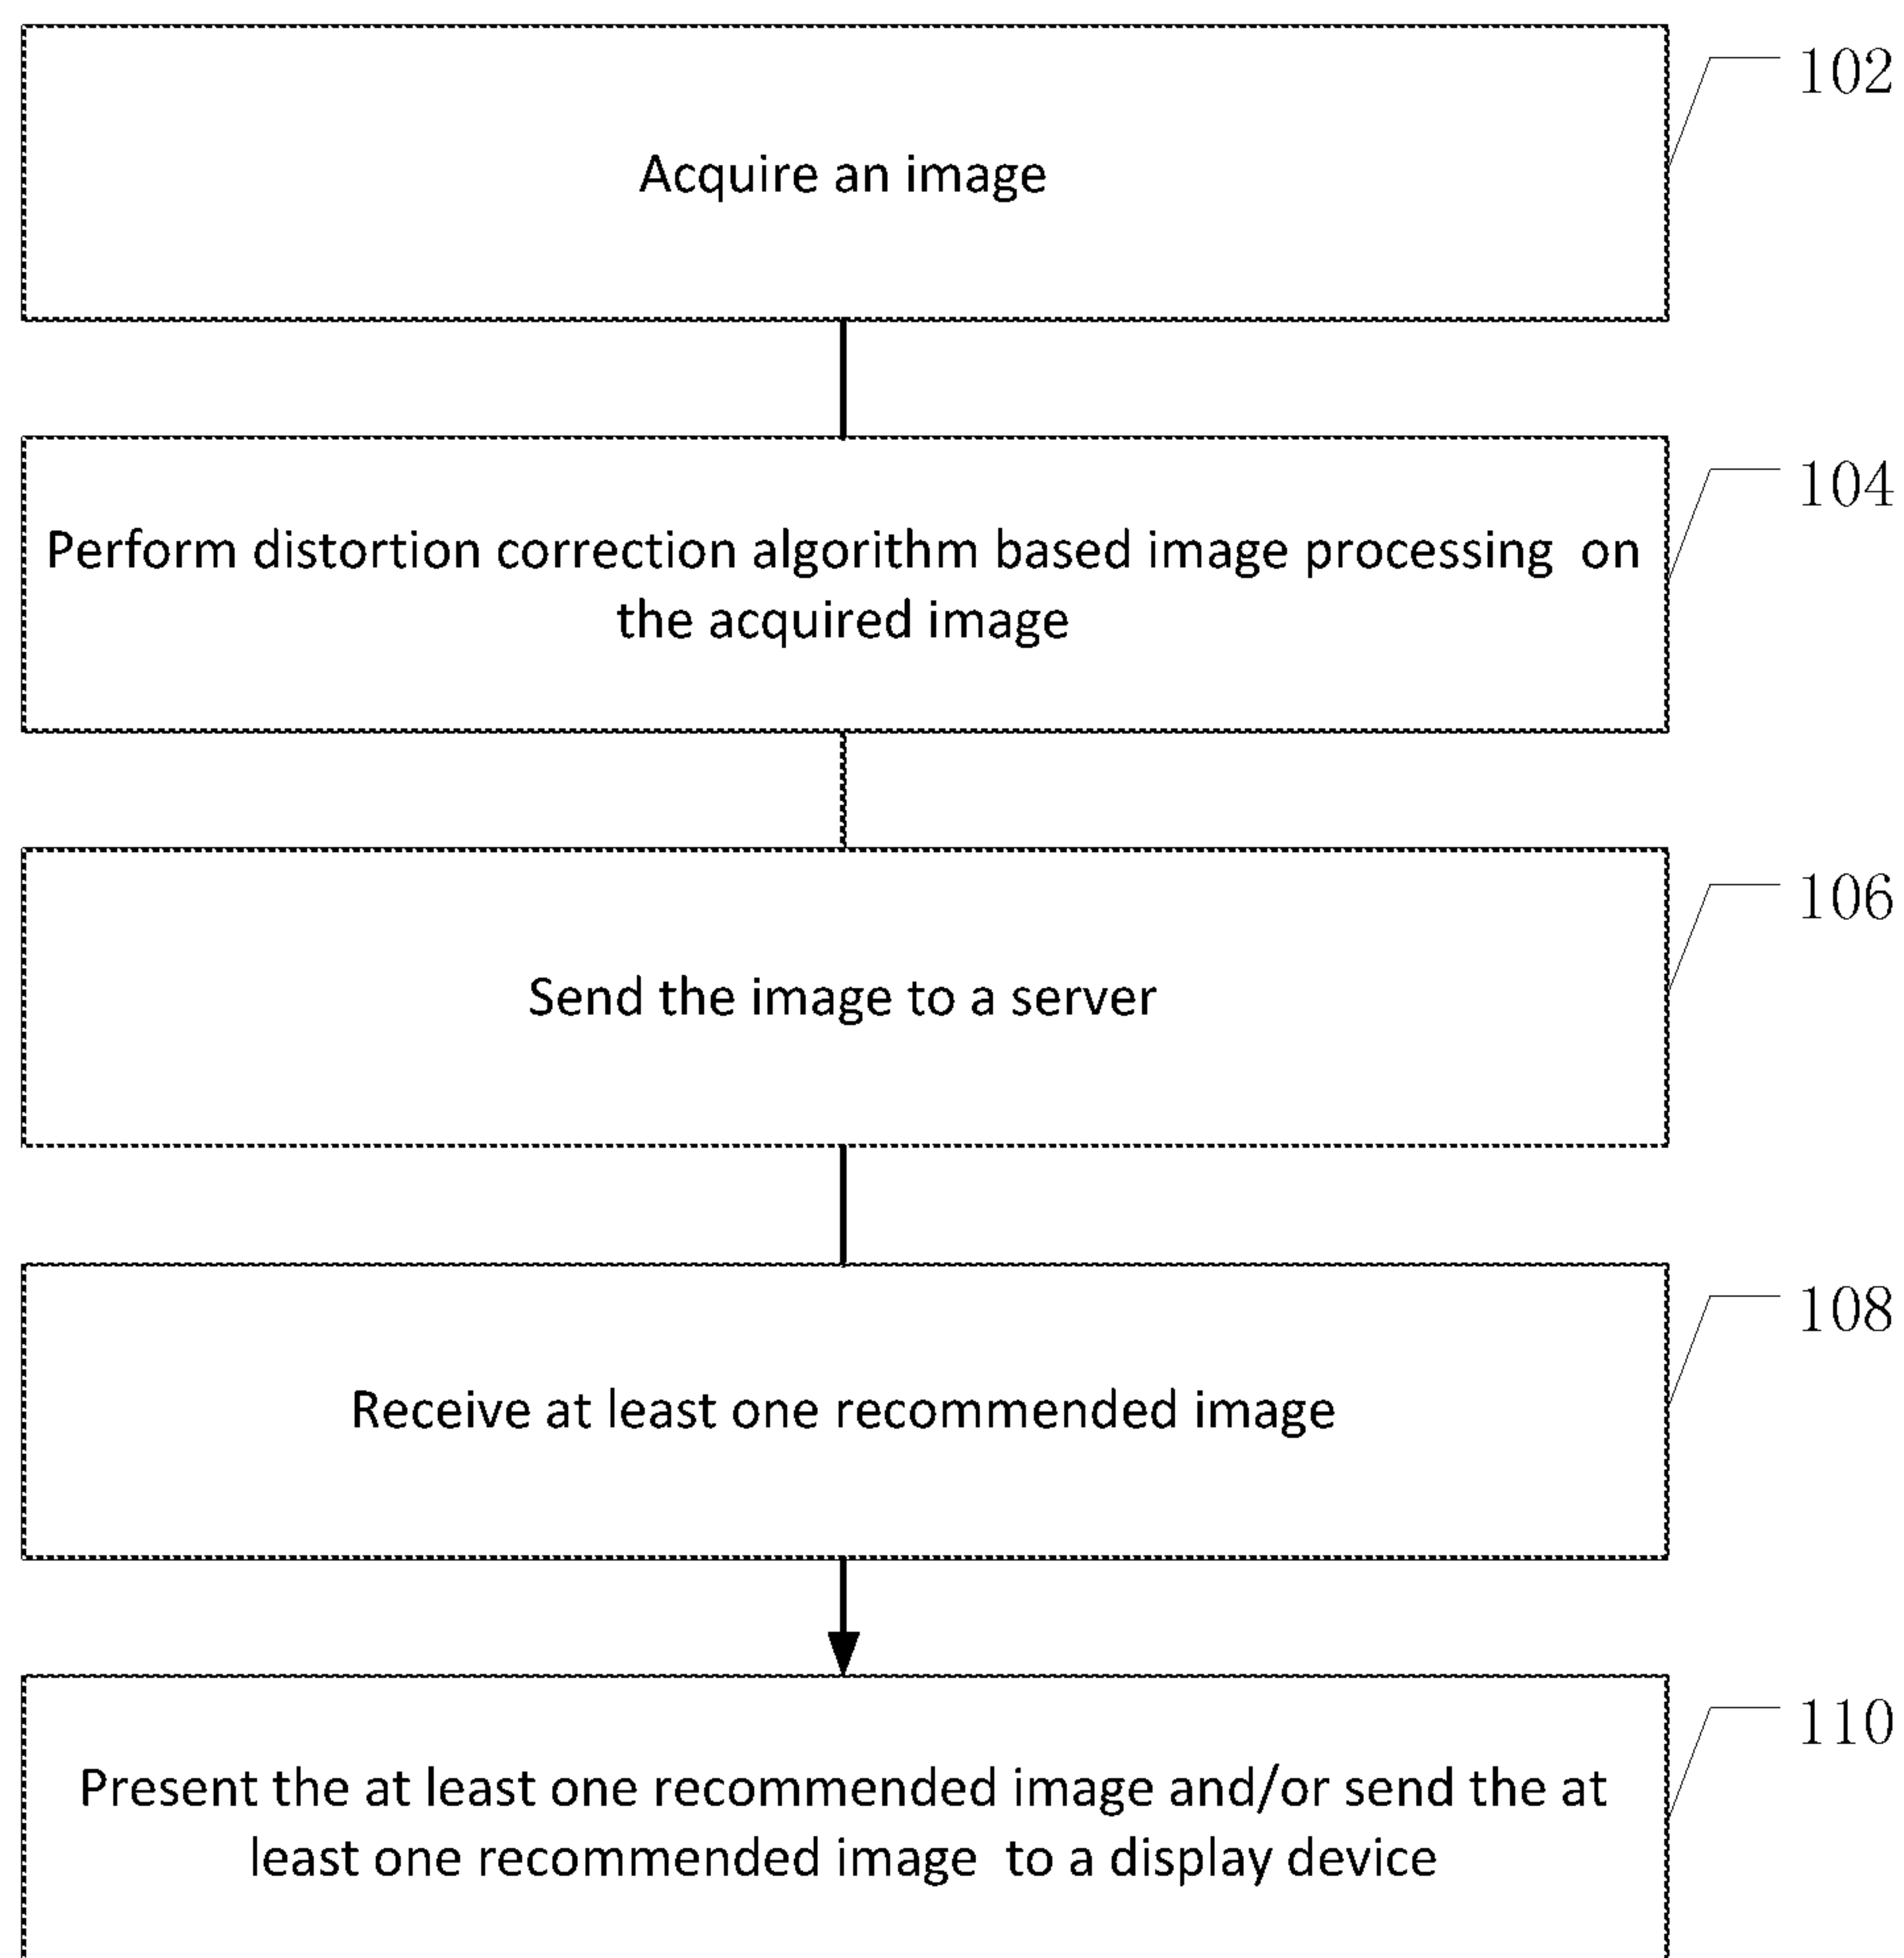 102
Acquire an image
104
Perform distortion correction algorithm based image processing on
the acquired image
106
Send the image to a server
108
Receive at least one recommended image
110
Present the at least one recommended image and/or send the at
least one recommended image to a display device